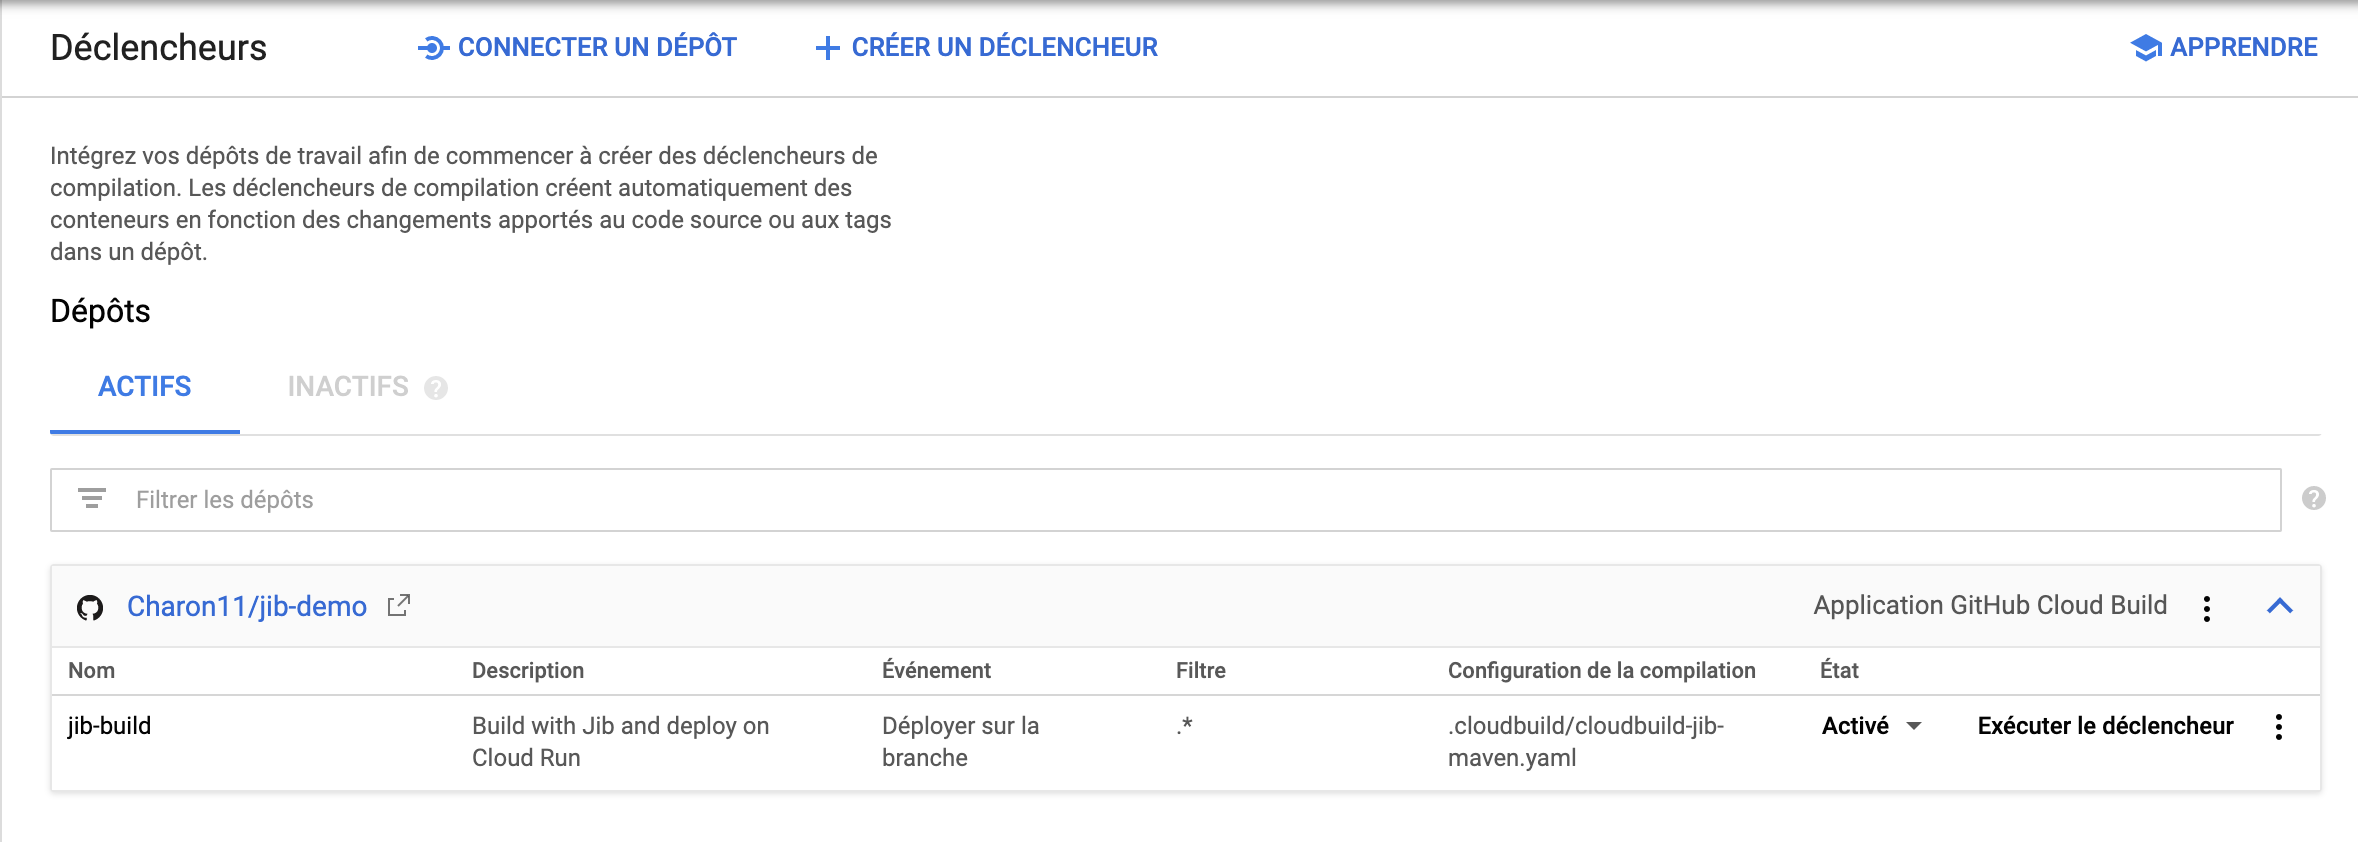 Déclencheurs
CONNECTER UN DÉPÔT
CRÉER UN DÉCLENCHEUR
APPRENDRE
Intégrez vos dépôts de travail afin de commencer à créer des déclencheurs de
compilation. Les déclencheurs de compilation créent automatiquement des
conteneurs en fonction des changements apportés au code source ou aux tags
dans un dépôt.
Dépôts
ACTIFS
INACTIFS
Filtrer les dépôts
Charon11/jib-demo
Application GitHub Cloud Build
Nom
Description
Événement
Filtre
Configuration de la compilation
État
jib-build
Build with Jib and deploy on
Cloud Run
Déployer sur la
branche
.*
.cloudbuild/cloudbuild-jib-
maven.yaml
Activé
Exécuter le déclencheur